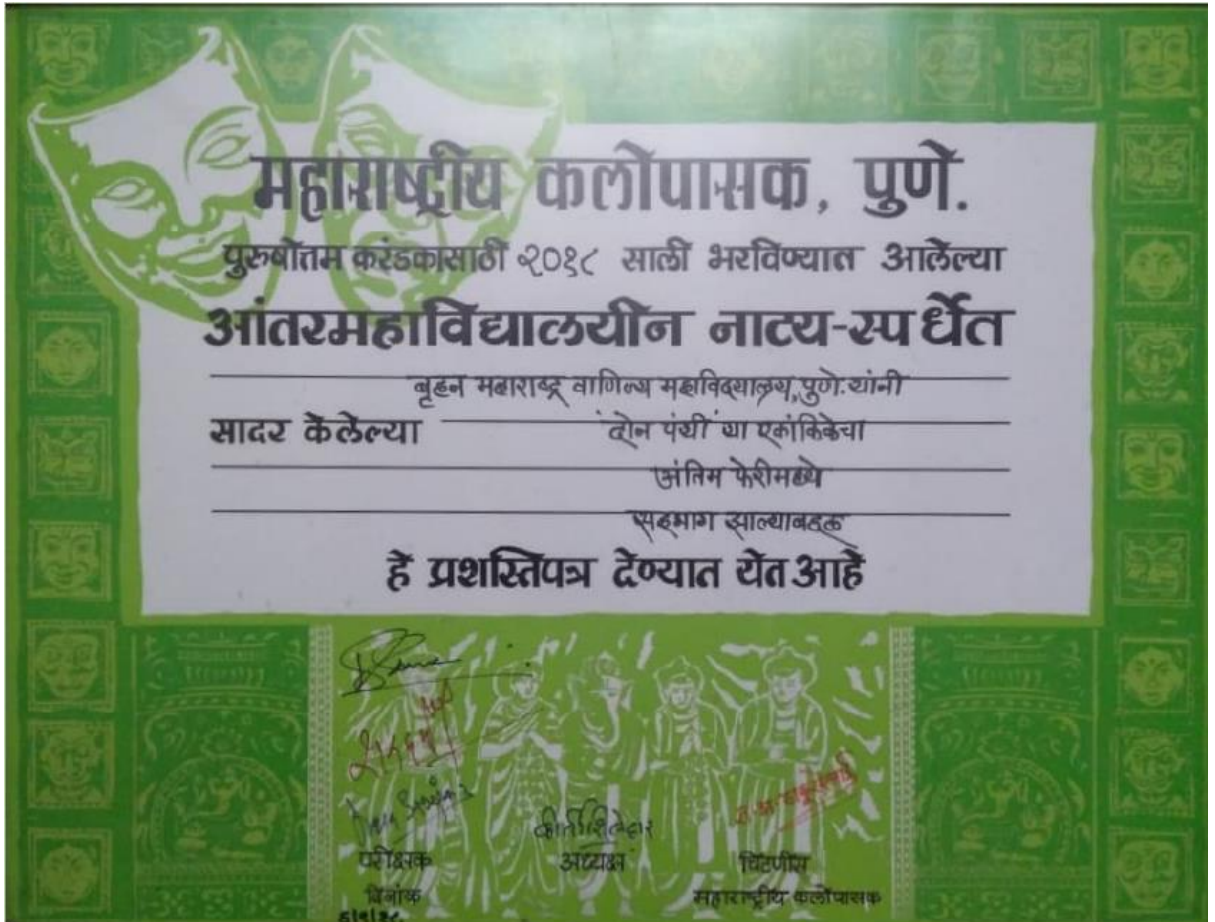 महाराष्ट्रीय कलोपासक, पुणे.
पुरुषोत्तम करंडकासाठी २०१८ साली भरविण्यात आलेल्या
आंतरमहाविद्यालयीन नाट्य-स्पर्धेत
बृहन महाराष्ट्र वाणिज्य महाविद्यालय, पुणे. यांनी
सादर केलेल्या दोन पंथी या एकांकिकेचा
अंतिम फेरीमध्ये
सहभाग झाल्याबद्दल
हे प्रशस्तिपत्र देण्यात येत आहे
परीक्षक अध्यक्ष चिटणीस
दिनांक महाराष्ट्रीय कलोपासक